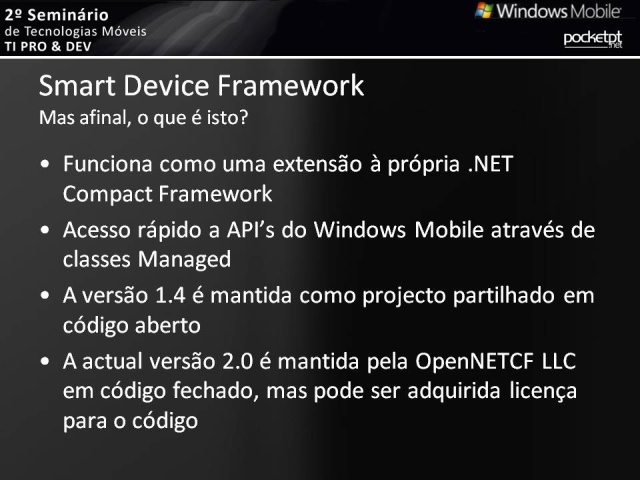 2º Seminário
de Tecnologias Móveis
TI PRO & DEV
Windows Mobile®
pocketpt
.net
Smart Device Framework
Mas afinal, o que é isto?
• Funciona como uma extensão à própria .NET
Compact Framework
• Acesso rápido a API’s do Windows Mobile através de
classes Managed
• A versão 1.4 é mantida como projecto partilhado em
código aberto
• A actual versão 2.0 é mantida pela OpenNETCF LLC
em código fechado, mas pode ser adquirida licença
para o código